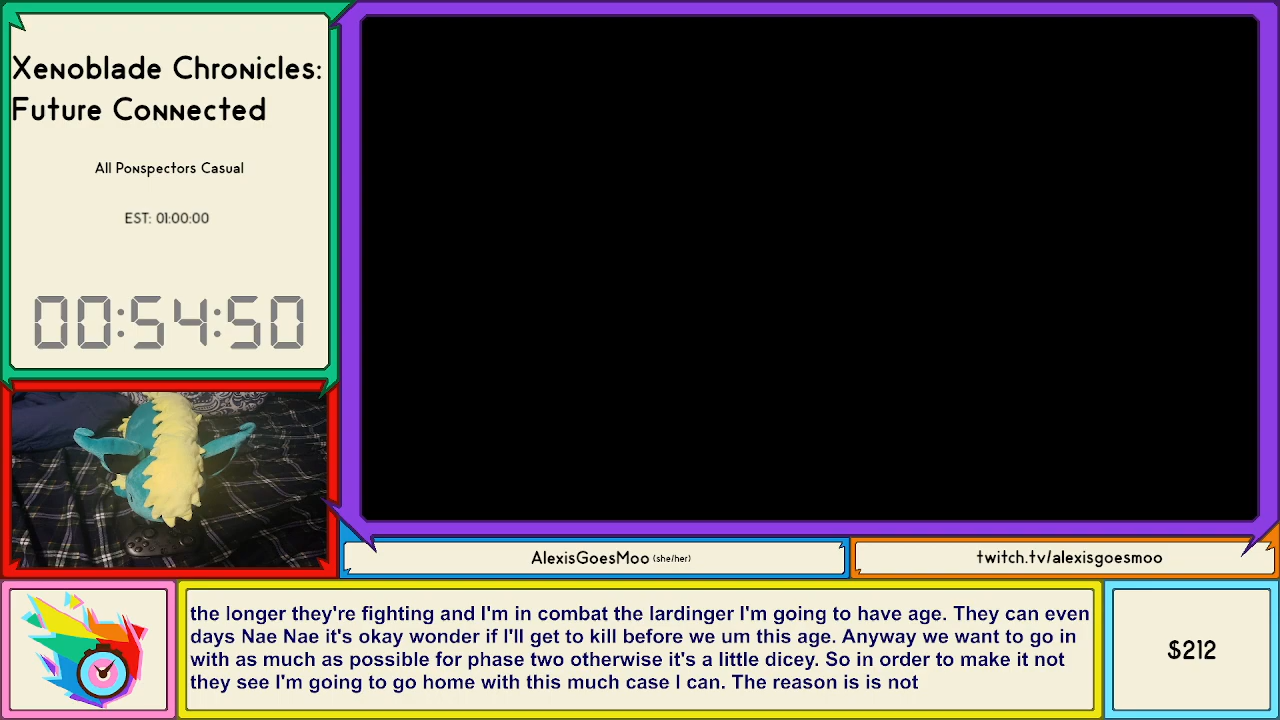 Xenoblade Chronicles:
Future Connected
All Ponspectors Casual
EST: 01:00:00
00:54:50
AlexisGoesMoo (she/her)
twitch.tv/alexisgoesmoo
the longer they're fighting and I'm in combat the lardinger I'm going to have age. They can even
days Nae Nae it's okay wonder if I'll get to kill before we um this age. Anyway we want to go in
with as much as possible for phase two otherwise it's a little dicey. So in order to make it not
they see I'm going to go home with this much case I can. The reason is is not
$212